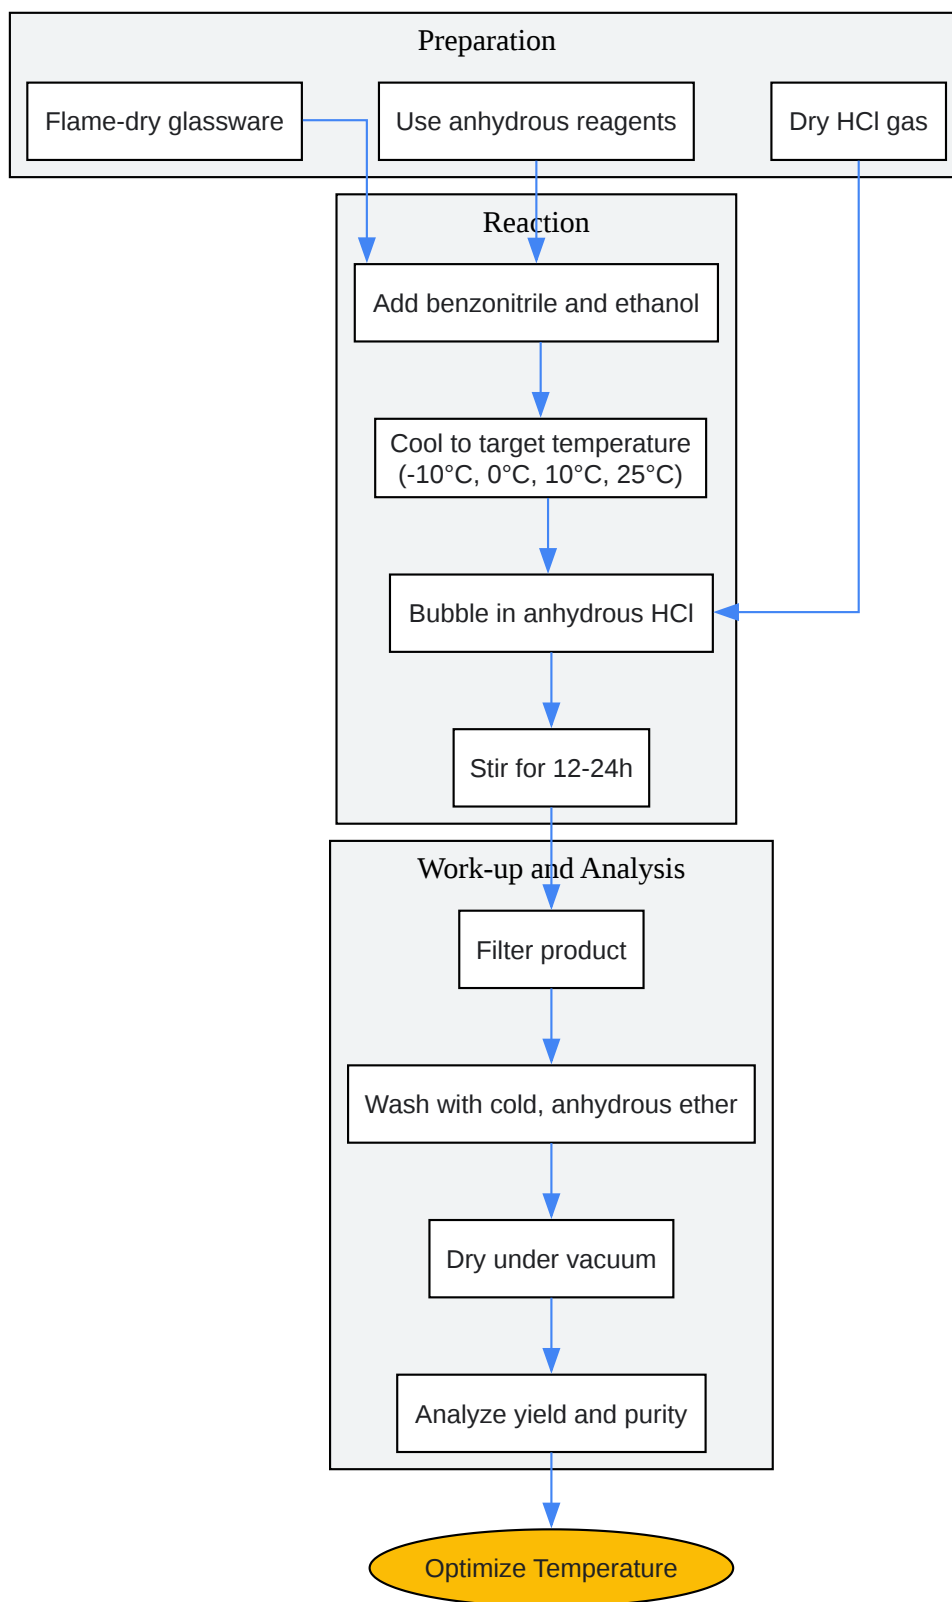 Preparation
Flame-dry glassware
Use anhydrous reagents
Dry HCl gas
Reaction
Add benzonitrile and ethanol
Cool to target temperature
(-10°C, 0°C, 10°C, 25°C)
Bubble in anhydrous HCl
Stir for 12-24h
Work-up and Analysis
Filter product
Wash with cold, anhydrous ether
Dry under vacuum
Analyze yield and purity
Optimize Temperature